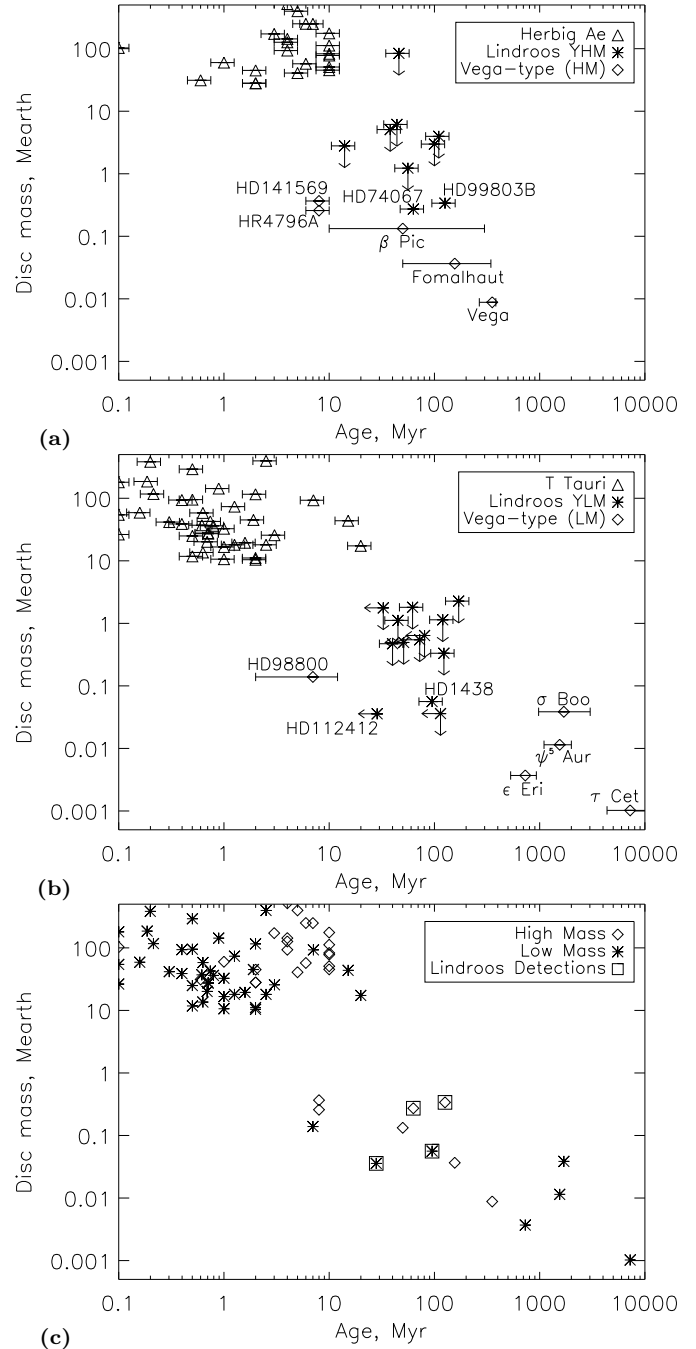 100
10
1
0.1
0.01
0.001
Disc mass, Mearth
Herbig Ae
Lindroos YHM
Vega-type (HM)
HD141569
HD74067
HD99803B
HR4796A
β Pic
Fomalhaut
Vega
0.1 1 10 100 1000 10000
Age, Myr
(a)
100
10
1
0.1
0.01
0.001
Disc mass, Mearth
T Tauri
Lindroos YLM
Vega-type (LM)
HD98800
HD1438
HD112412
σ Boo
ψ⁵ Aur
ϵ Eri
τ Cet
0.1 1 10 100 1000 10000
Age, Myr
(b)
100
10
1
0.1
0.01
0.001
Disc mass, Mearth
High Mass
Low Mass
Lindroos Detections
0.1 1 10 100 1000 10000
Age, Myr
(c)